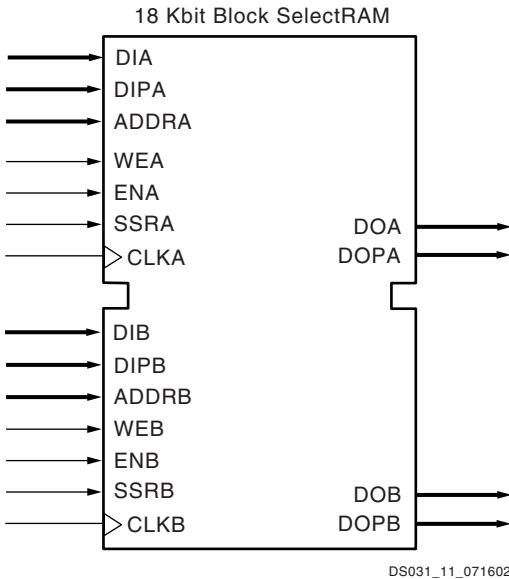 18 Kbit Block SelectRAM
DIA
DIPA
ADDRA
WEA
ENA
SSRA
CLKA
DOA
DOPA
DIB
DIPB
ADDRB
WEB
ENB
SSRB
CLKB
DOB
DOPB
DS031_11_071602